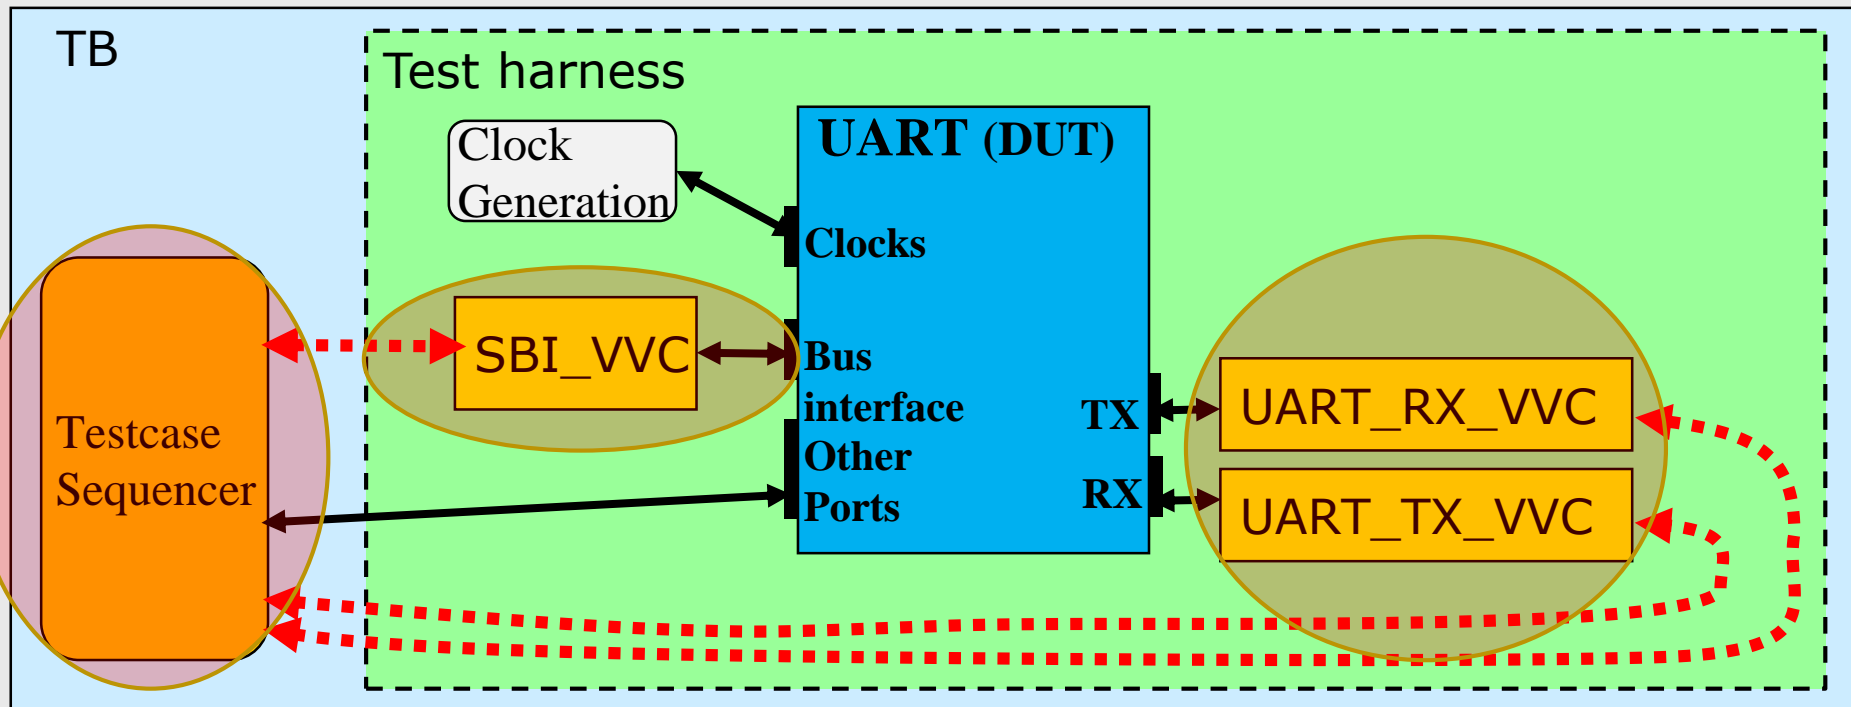 TB
Test harness
Clock
Generation
UART (DUT)
Clocks
SBI_VVC
Bus
interface
Other
Ports
TX
RX
UART_RX_VVC
UART_TX_VVC
Testcase
Sequencer